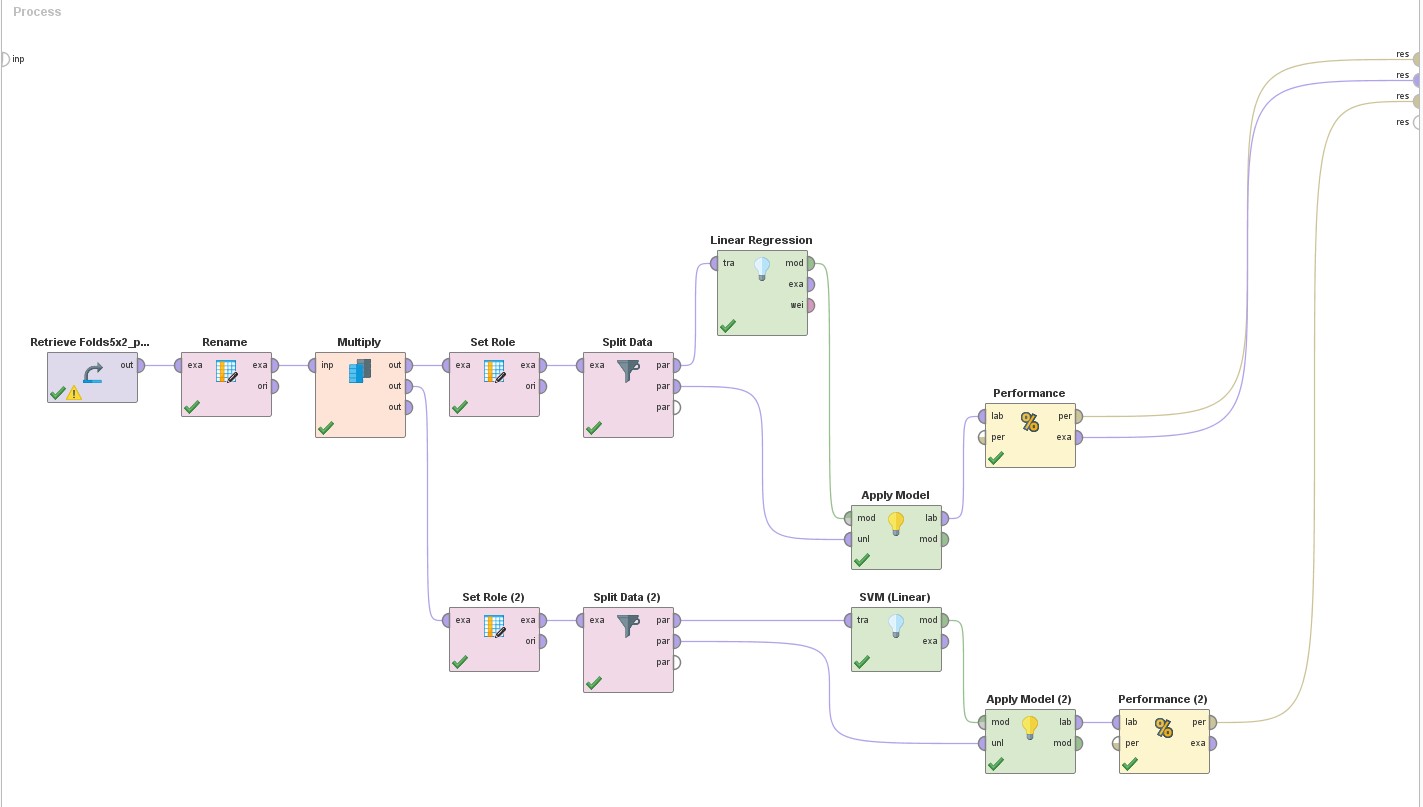 Process
inp
res
res
res
res
Linear Regression
tra mod
exa
wei
Retrieve Folds5x2_p...
out
Rename
exa exa
ori
Multiply
inp out
out
out
Set Role
exa exa
ori
Split Data
exa par
par
par
Performance
lab per
per exa
Apply Model
mod lab
unl mod
Set Role (2)
exa exa
ori
Split Data (2)
exa par
par
par
SVM (Linear)
tra mod
exa
Apply Model (2)
mod lab
unl mod
Performance (2)
lab per
per exa